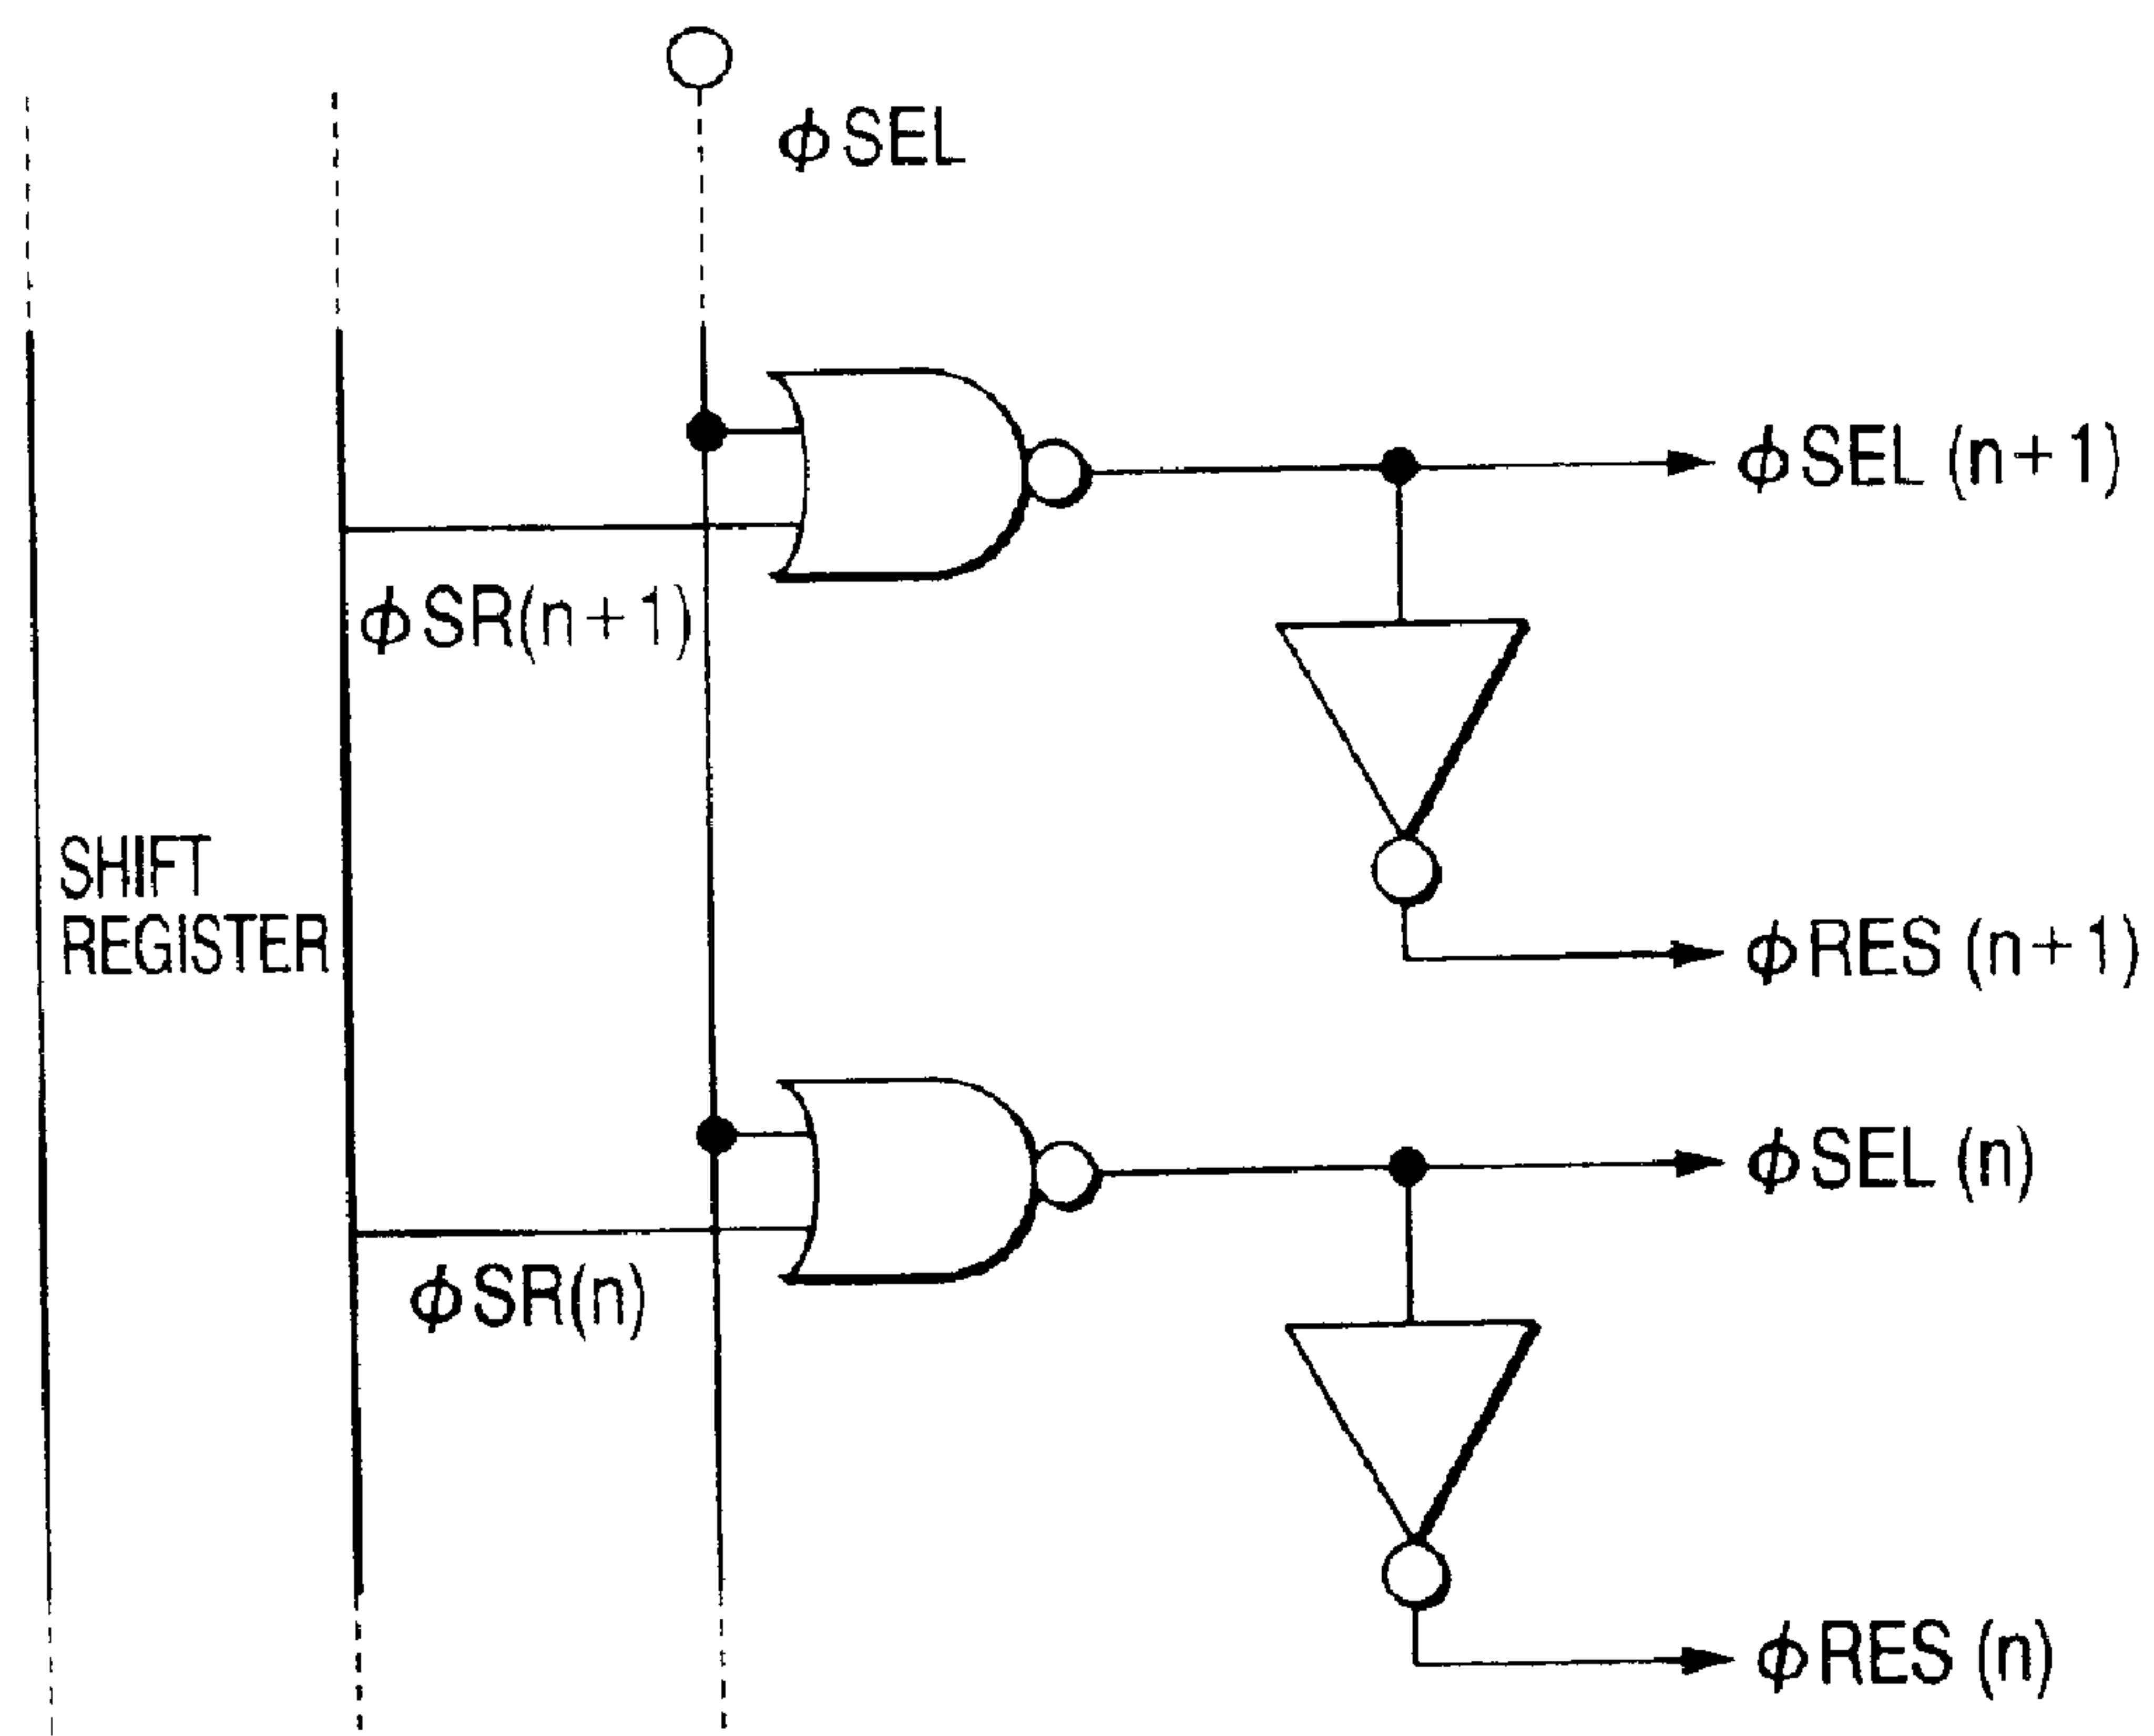 ϕSEL
ϕSEL (n+1)
ϕSR(n+1)
SHIFT
REGISTER
ϕRES (n+1)
ϕSEL (n)
ϕSR(n)
ϕRES (n)